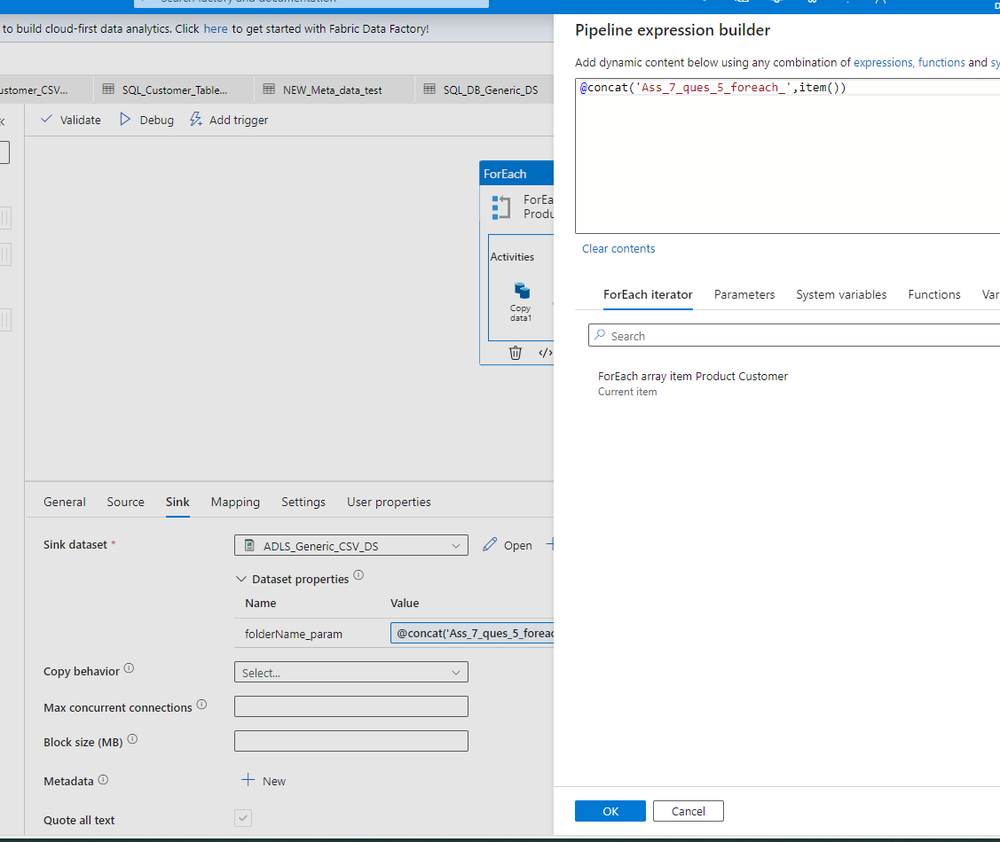 to build cloud-first data analytics. Click here to get started with Fabric Data Factory!
ustomer_CSV...
SQL_Customer_Table...
NEW_Meta_data_test
SQL_DB_Generic_DS
Validate
Debug
Add trigger
ForEach
ForEa
Produ
Activities
Copy
data1
General
Source
Sink
Mapping
Settings
User properties
Sink dataset *
ADLS_Generic_CSV_DS
Open
Dataset properties
Name
Value
folderName_param
@concat('Ass_7_ques_5_foreac
Copy behavior
Select...
Max concurrent connections
Block size (MB)
Metadata
New
Quote all text
Pipeline expression builder
Add dynamic content below using any combination of expressions, functions and sy
@concat('Ass_7_ques_5_foreach_',item())
Clear contents
ForEach iterator
Parameters
System variables
Functions
Var
Search
ForEach array item Product Customer
Current item
OK
Cancel